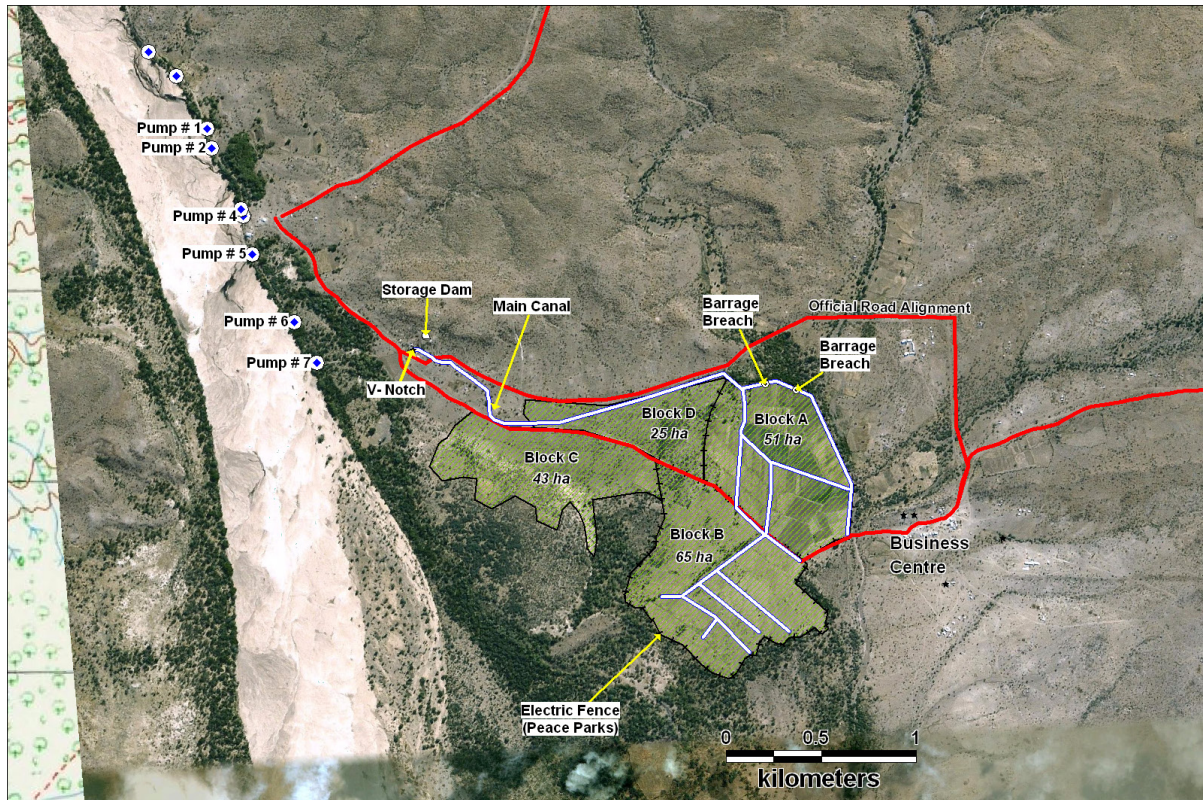 Pump # 1
Pump # 2
Pump # 4
Pump # 5
Storage Dam
Main Canal
Barrage
Breach
Official Road Alignment
Pump # 6
Barrage
Breach
Pump # 7
V- Notch
Block D
25 ha
Block A
51 ha
Block C
43 ha
Block B
65 ha
Business
Centre
Electric Fence
(Peace Parks)
0 0.5 1
kilometers